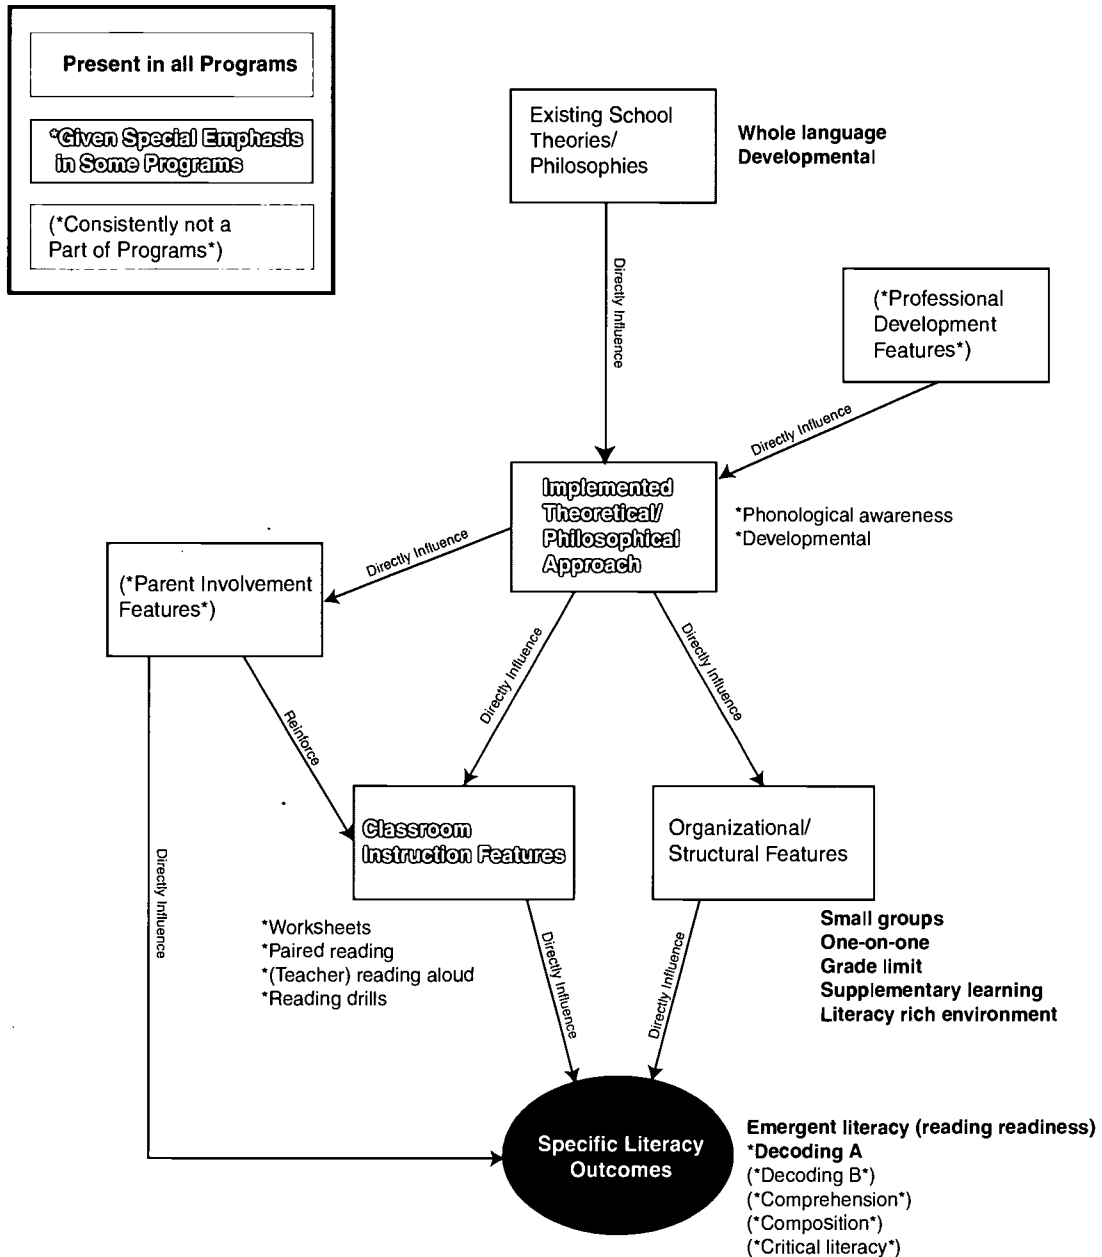 Present in all Programs
*Given Special Emphasis
in Some Programs
(*Consistently not a
Part of Programs*)
Existing School
Theories/
Philosophies
Whole language
Developmental
Directly Influence
(*Professional
Development
Features*)
Directly Influence
Implemented
Theoretical/
Philosophical
Approach
*Phonological awareness
*Developmental
Directly Influence
(*Parent Involvement
Features*)
Directly Influence
Directly Influence
Reinforce
Classroom
Instruction Features
Organizational/
Structural Features
Directly Influence
*Worksheets
*Paired reading
*(Teacher) reading aloud
*Reading drills
Directly Influence
Directly Influence
Small groups
One-on-one
Grade limit
Supplementary learning
Literacy rich environment
Specific Literacy
Outcomes
Emergent literacy (reading readiness)
*Decoding A
(*Decoding B*)
(*Comprehension*)
(*Composition*)
(*Critical literacy*)